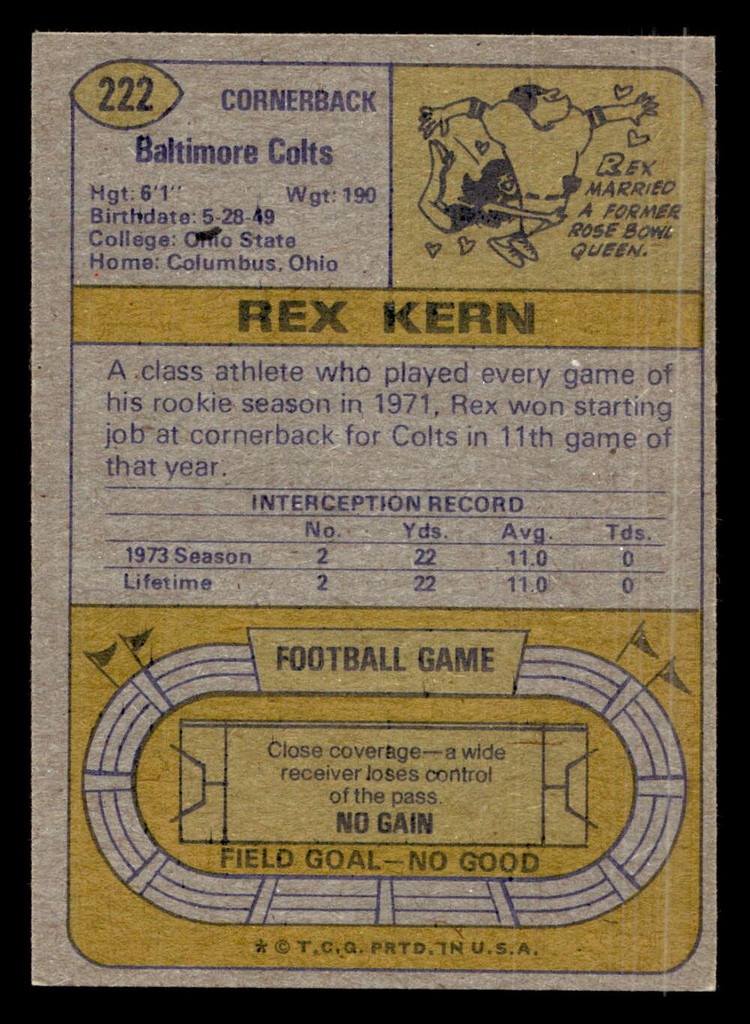 222
CORNERBACK
Baltimore Colts
Hgt: 6'1" Wgt: 190
Birthdate: 5-28-49
College: Ohio State
Home: Columbus, Ohio
REX
MARRIED
A FORMER
ROSE BOWL
QUEEN.
REX KERN
A class athlete who played every game of
his rookie season in 1971, Rex won starting
job at cornerback for Colts in 11th game of
that year.
INTERCEPTION RECORD
No. Yds. Avg. Tds.
1973 Season 2 22 11.0 0
Lifetime 2 22 11.0 0
FOOTBALL GAME
Close coverage—a wide
receiver loses control
of the pass.
NO GAIN
FIELD GOAL—NO GOOD
* © T.C.G. PRTD. IN U.S.A.